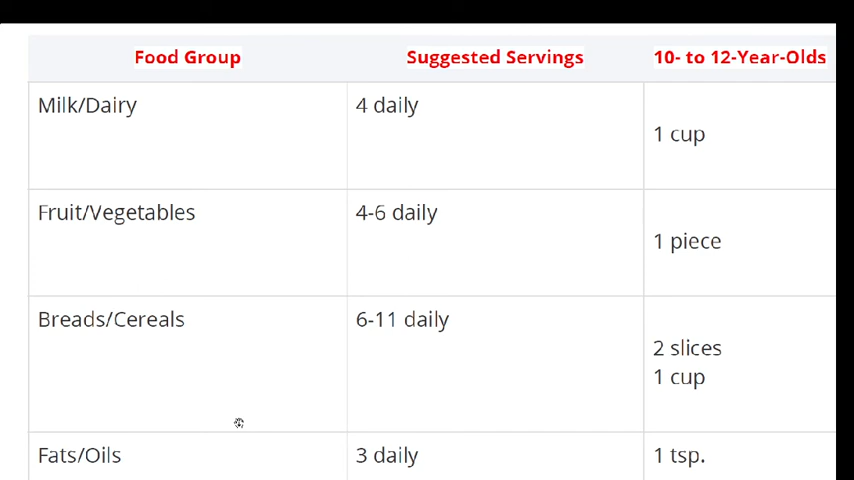 Food Group Suggested Servings 10- to 12-Year-Olds
Milk/Dairy 4 daily
1 cup
Fruit/Vegetables 4-6 daily
1 piece
Breads/Cereals 6-11 daily
2 slices
1 cup
Fats/Oils 3 daily 1 tsp.